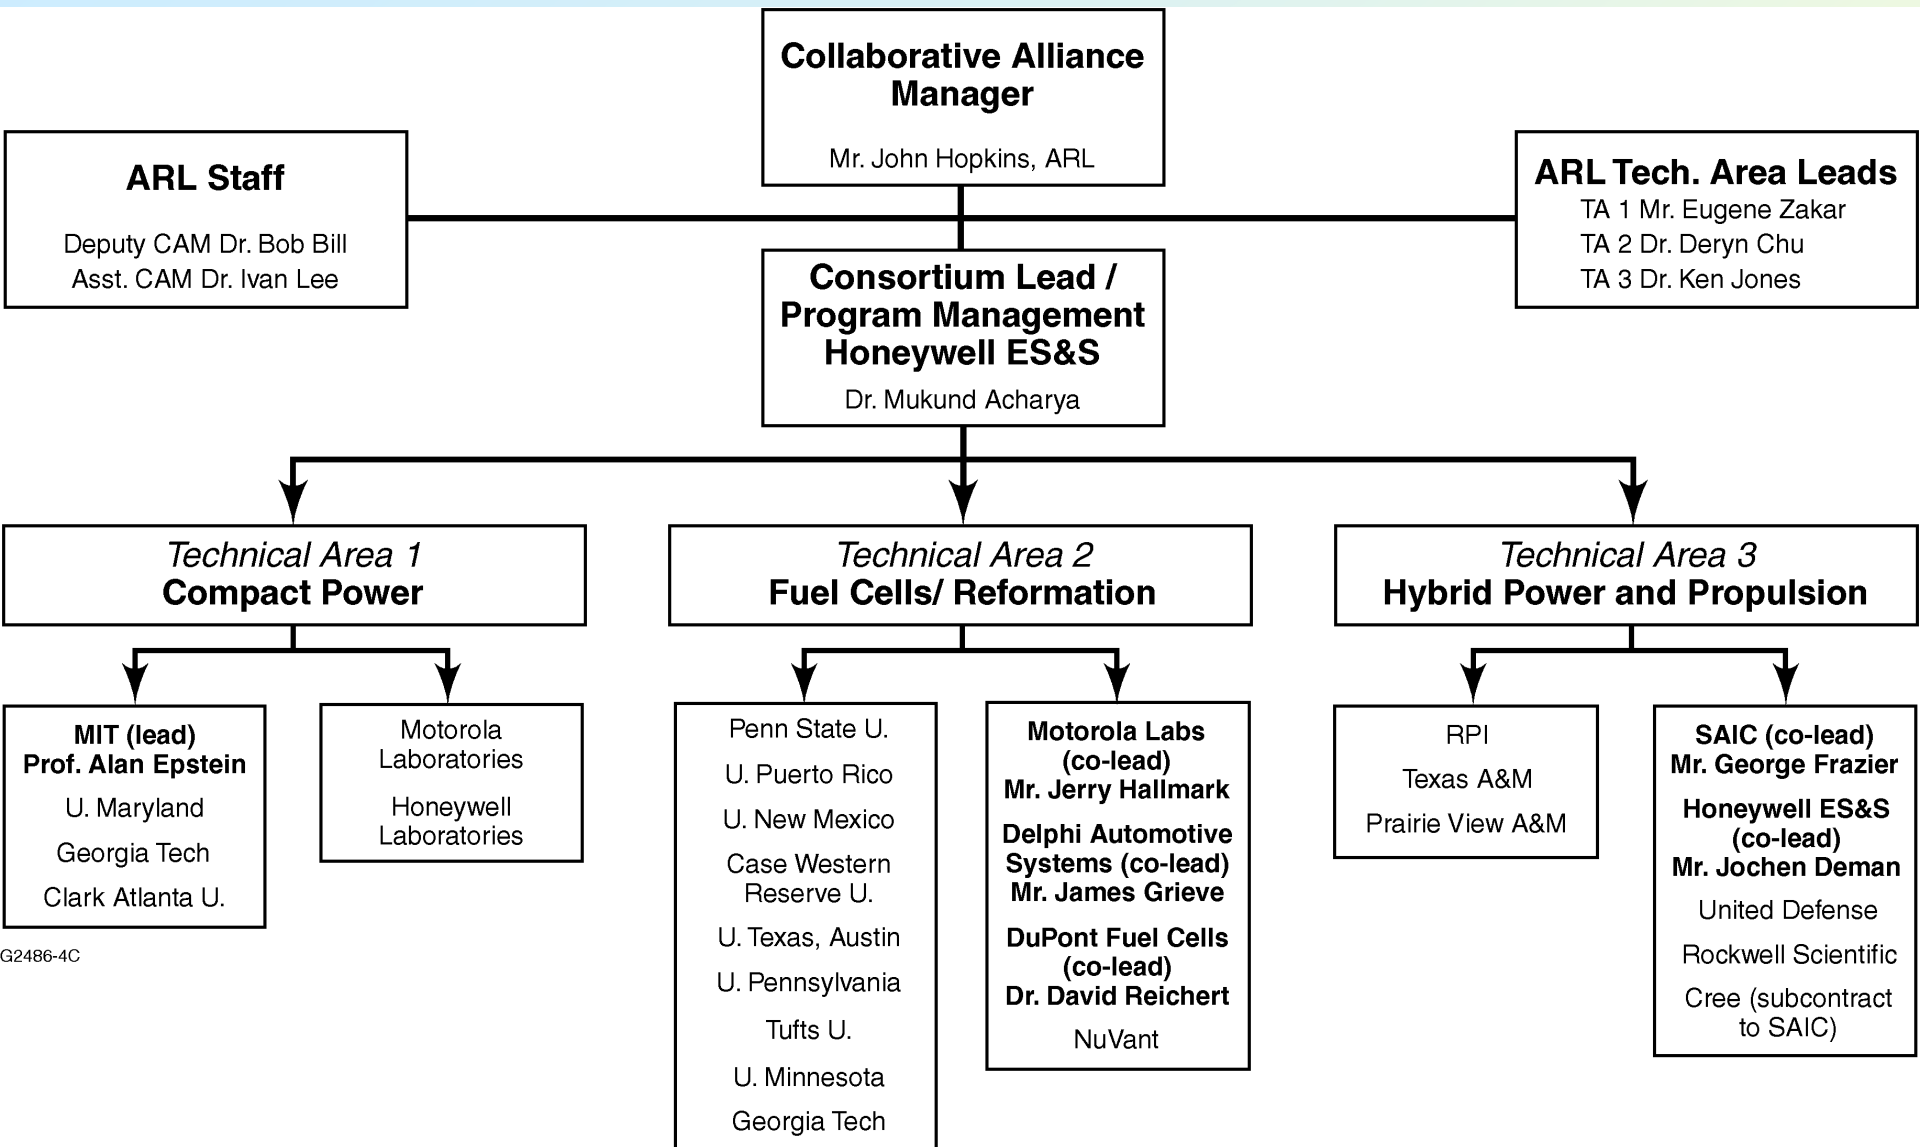 Collaborative Alliance
Manager
Mr. John Hopkins, ARL
ARL Staff
Deputy CAM Dr. Bob Bill
Asst. CAM Dr. Ivan Lee
ARL Tech. Area Leads
TA 1 Mr. Eugene Zakar
TA 2 Dr. Deryn Chu
TA 3 Dr. Ken Jones
Consortium Lead /
Program Management
Honeywell ES&S
Dr. Mukund Acharya
Technical Area 1
Compact Power
Technical Area 2
Fuel Cells/ Reformation
Technical Area 3
Hybrid Power and Propulsion
MIT (lead)
Prof. Alan Epstein
U. Maryland
Georgia Tech
Clark Atlanta U.
Motorola
Laboratories
Honeywell
Laboratories
Penn State U.
U. Puerto Rico
U. New Mexico
Case Western
Reserve U.
U. Texas, Austin
U. Pennsylvania
Tufts U.
U. Minnesota
Georgia Tech
Motorola Labs
(co-lead)
Mr. Jerry Hallmark
Delphi Automotive
Systems (co-lead)
Mr. James Grieve
DuPont Fuel Cells
(co-lead)
Dr. David Reichert
NuVant
RPI
Texas A&M
Prairie View A&M
SAIC (co-lead)
Mr. George Frazier
Honeywell ES&S
(co-lead)
Mr. Jochen Deman
United Defense
Rockwell Scientific
Cree (subcontract
to SAIC)
G2486-4C